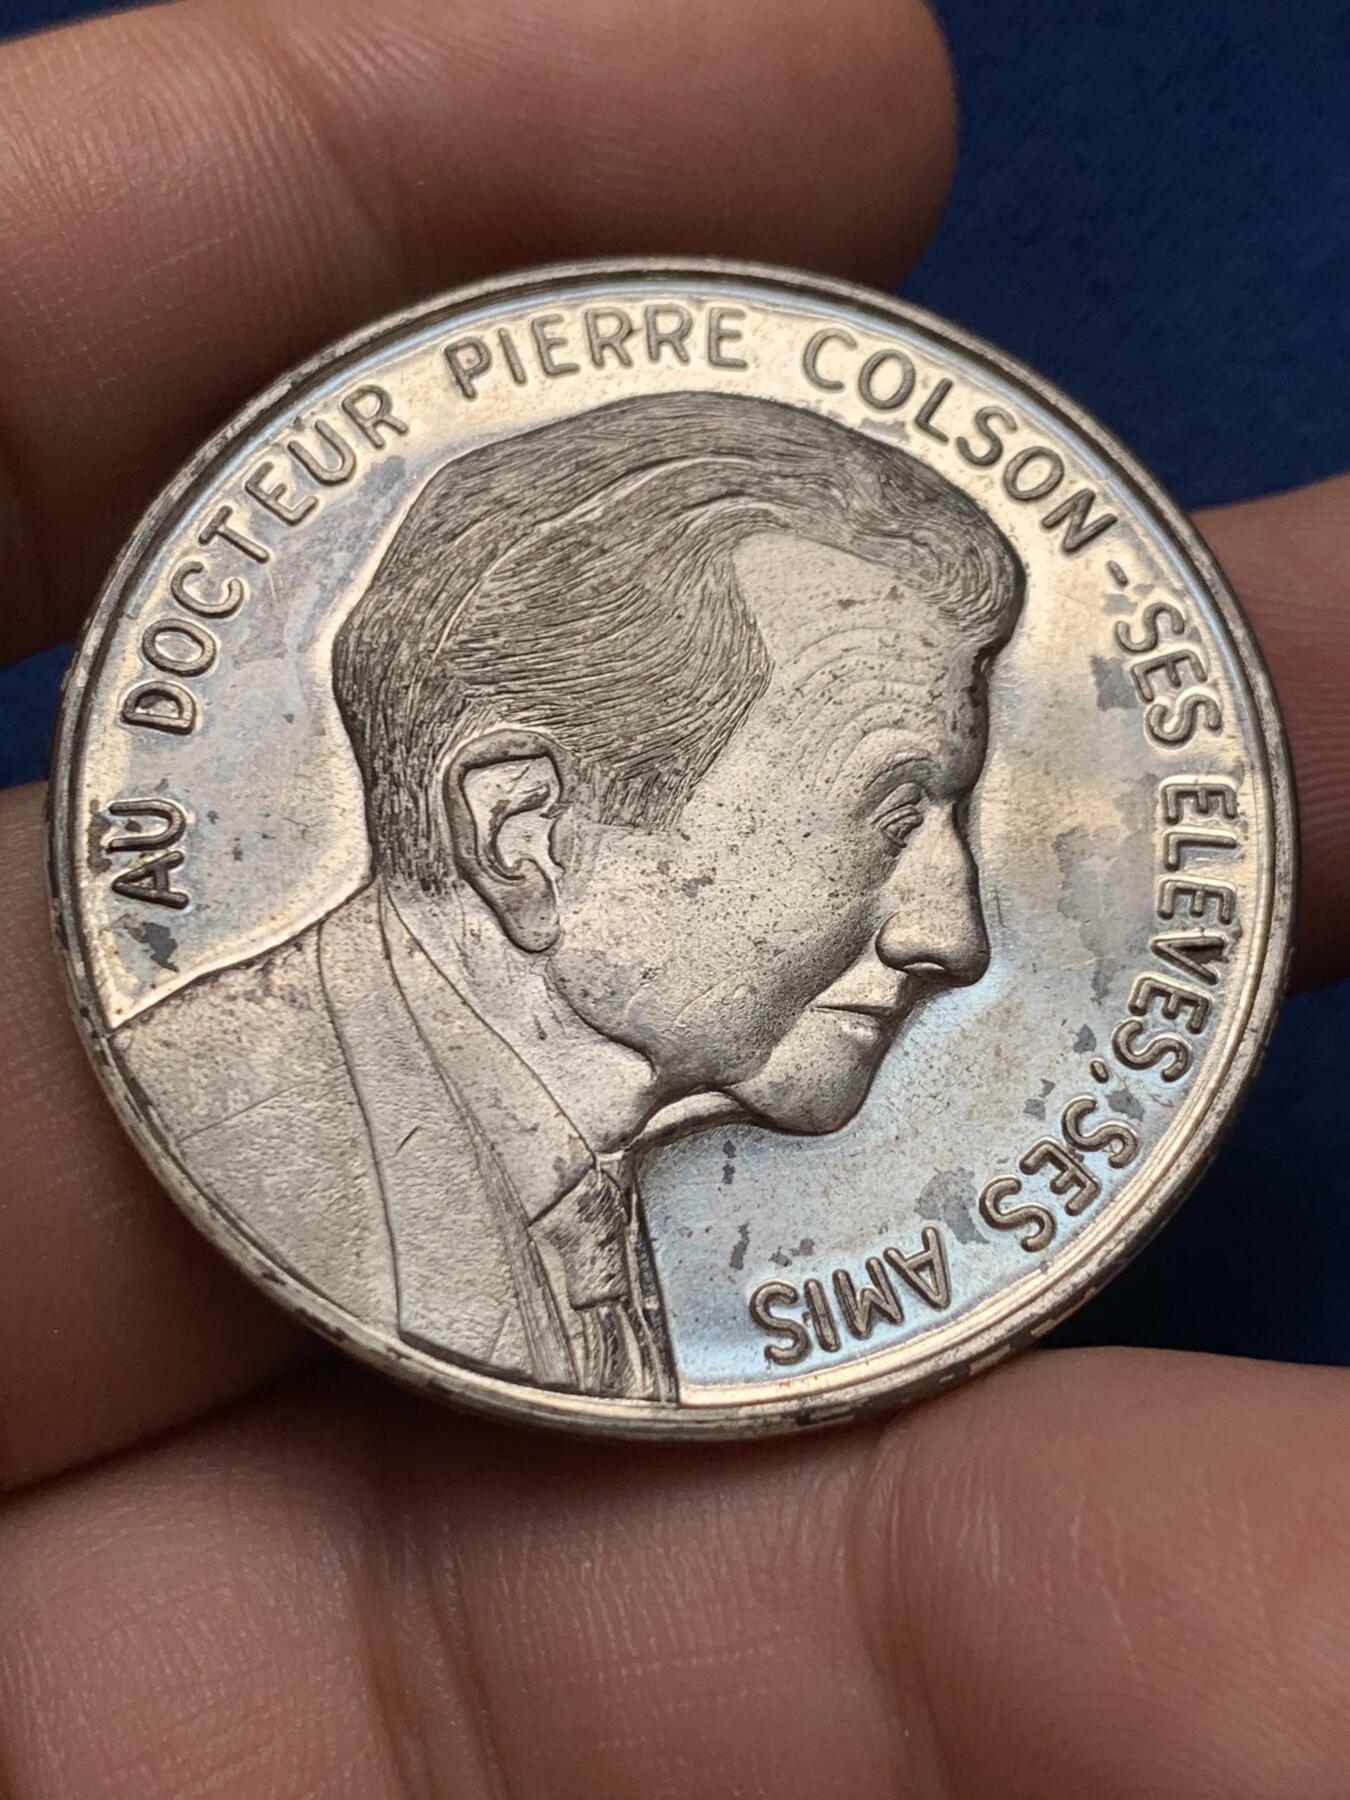 AU DOCTEUR PIERRE COLSON - SES ELEVES, SES AMIS